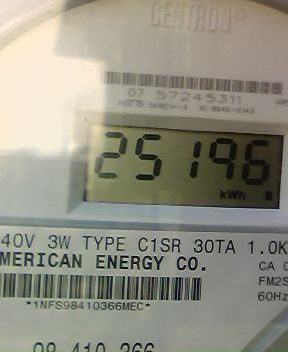 CENTRON
07 57245311
25196
kWh
40V 3W TYPE C1SR 30TA 1.0K
MERICAN ENERGY CO.
CA 0
FM2S
60Hz
*1NFS98410366MEC*
98 410 366